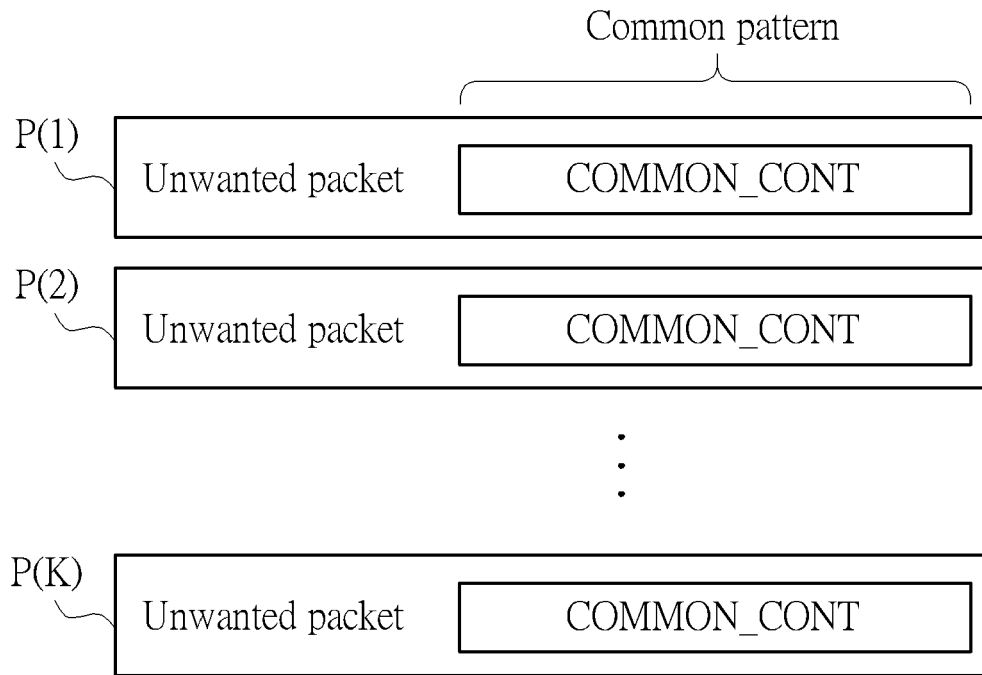 Common pattern
P(1)
Unwanted packet COMMON_CONT
P(2)
Unwanted packet COMMON_CONT
P(K)
Unwanted packet COMMON_CONT